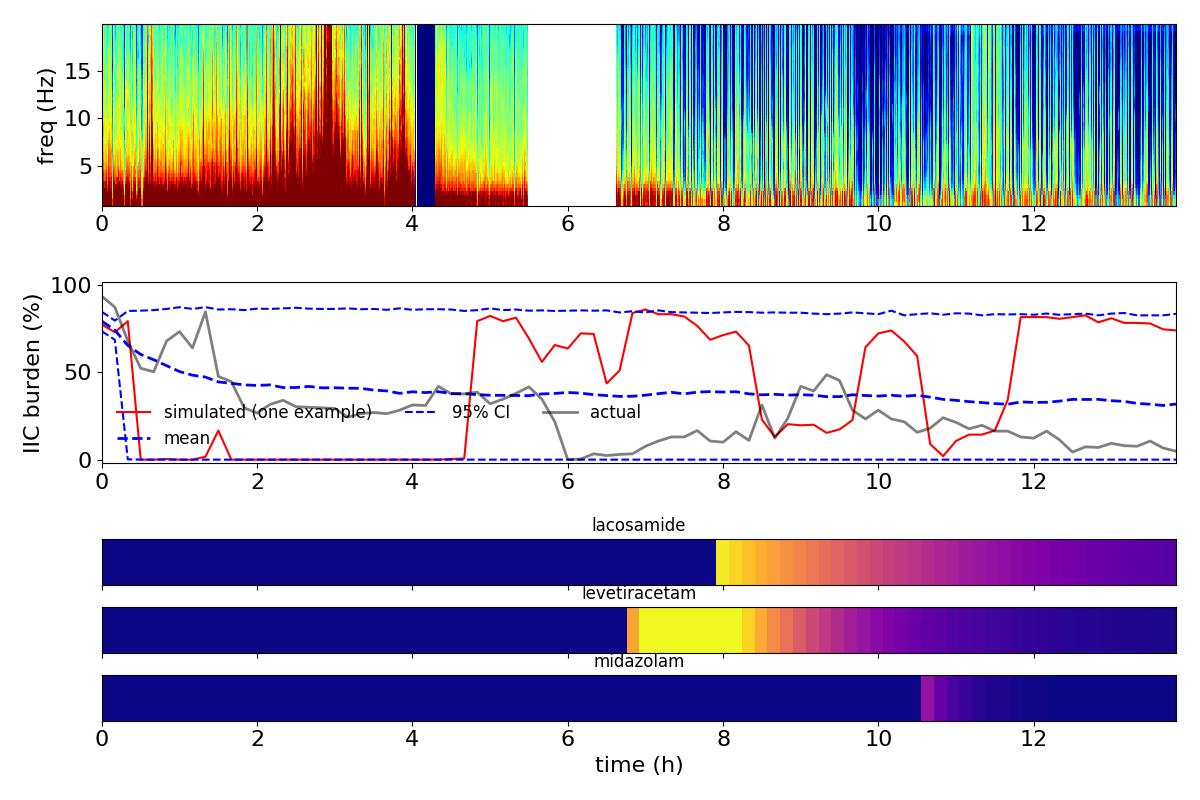 15
10
5
freq (Hz)
0 2 4 6 8 10 12
100
50
0
IIC burden (%)
simulated (one example) 95% CI actual
mean
0 2 4 6 8 10 12
lacosamide
levetiracetam
midazolam
0 2 4 6 8 10 12
time (h)